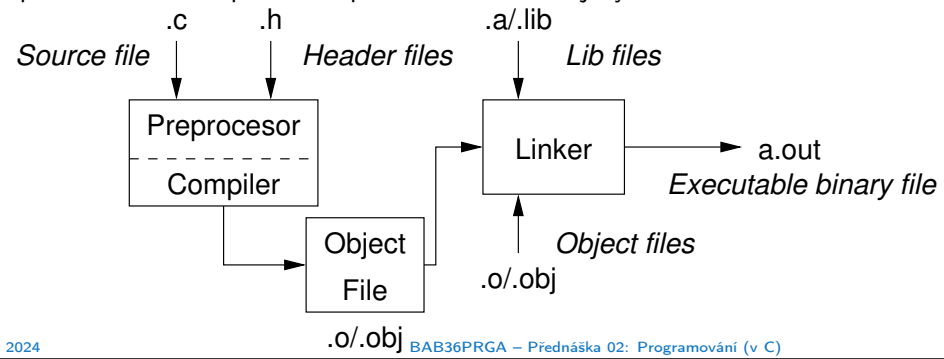 .c .h .a/.lib
Source file Header files Lib files
Preprocesor
Compiler
Linker
a.out
Executable binary file
Object
File
Object files
.o/.obj
.o/.obj
2024 BAB36PRGA – Přednáška 02: Programování (v C)